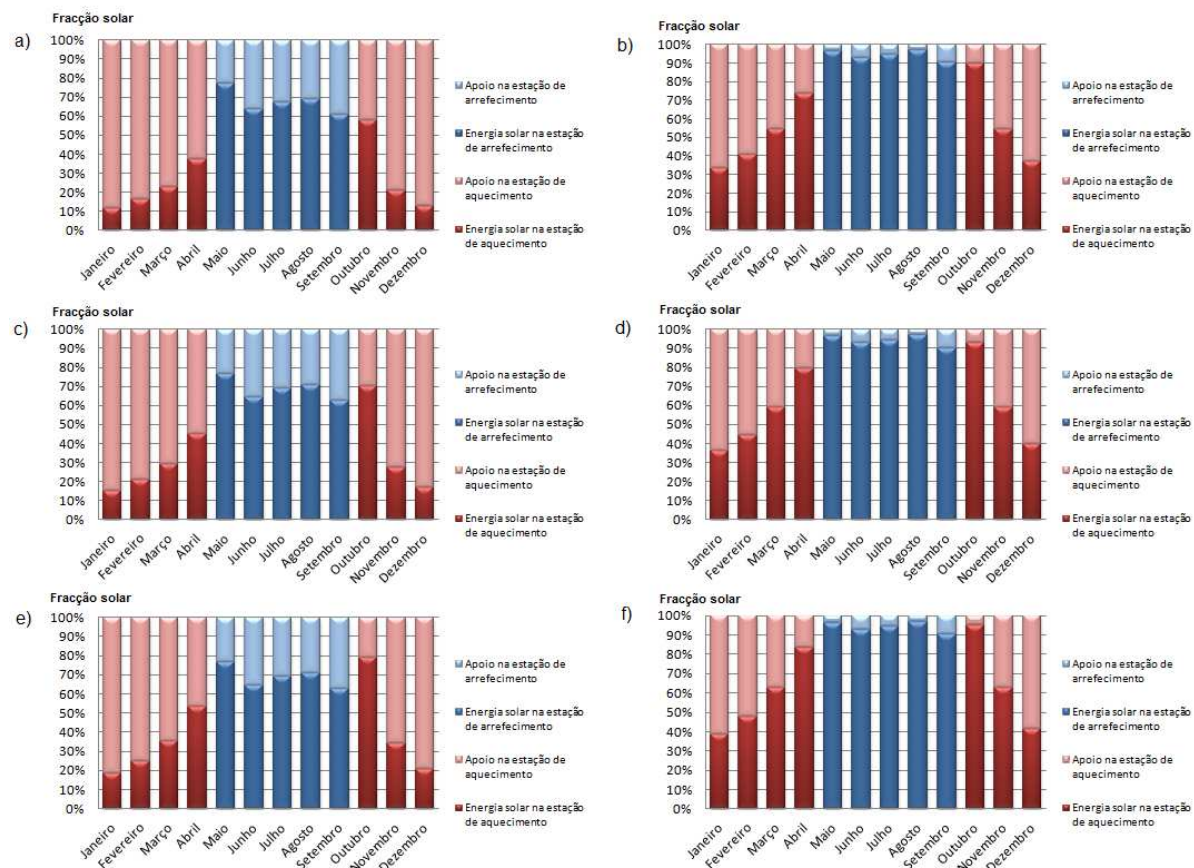 a)
Fracção solar
100%
90%
80%
70%
60%
50%
40%
30%
20%
10%
0%
Janeiro
Fevereiro
Março
Abril
Maio
Junho
Julho
Agosto
Setembro
Outubro
Novembro
Dezembro
Apoio na estação de
arrefecimento
Energia solar na estação
de arrefecimento
Apoio na estação de
aquecimento
Energia solar na estação
de aquecimento
b)
Fracção solar
100%
90%
80%
70%
60%
50%
40%
30%
20%
10%
0%
Janeiro
Fevereiro
Março
Abril
Maio
Junho
Julho
Agosto
Setembro
Outubro
Novembro
Dezembro
Apoio na estação de
arrefecimento
Energia solar na estação
de arrefecimento
Apoio na estação de
aquecimento
Energia solar na estação
de aquecimento
c)
Fracção solar
100%
90%
80%
70%
60%
50%
40%
30%
20%
10%
0%
Janeiro
Fevereiro
Março
Abril
Maio
Junho
Julho
Agosto
Setembro
Outubro
Novembro
Dezembro
Apoio na estação de
arrefecimento
Energia solar na estação
de arrefecimento
Apoio na estação de
aquecimento
Energia solar na estação
de aquecimento
d)
Fracção solar
100%
90%
80%
70%
60%
50%
40%
30%
20%
10%
0%
Janeiro
Fevereiro
Março
Abril
Maio
Junho
Julho
Agosto
Setembro
Outubro
Novembro
Dezembro
Apoio na estação de
arrefecimento
Energia solar na estação
de arrefecimento
Apoio na estação de
aquecimento
Energia solar na estação
de aquecimento
e)
Fracção solar
100%
90%
80%
70%
60%
50%
40%
30%
20%
10%
0%
Janeiro
Fevereiro
Março
Abril
Maio
Junho
Julho
Agosto
Setembro
Outubro
Novembro
Dezembro
Apoio na estação de
arrefecimento
Energia solar na estação
de arrefecimento
Apoio na estação de
aquecimento
Energia solar na estação
de aquecimento
f)
Fracção solar
100%
90%
80%
70%
60%
50%
40%
30%
20%
10%
0%
Janeiro
Fevereiro
Março
Abril
Maio
Junho
Julho
Agosto
Setembro
Outubro
Novembro
Dezembro
Apoio na estação de
arrefecimento
Energia solar na estação
de arrefecimento
Apoio na estação de
aquecimento
Energia solar na estação
de aquecimento